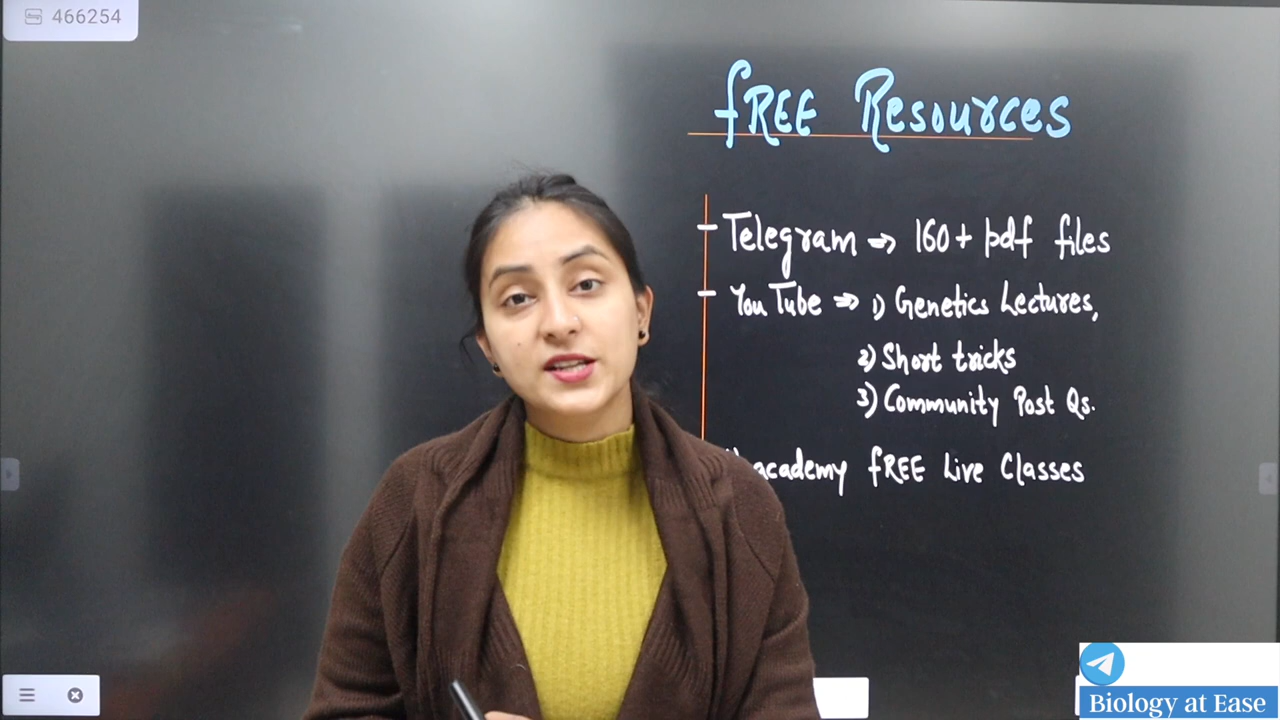 466254
fREE Resources
Telegram ⇒ 160+ pdf files
YouTube ⇒ 1) Genetics Lectures,
2) Short tricks
3) Community Post Qs.
fREE Live Classes
Biology at Ease